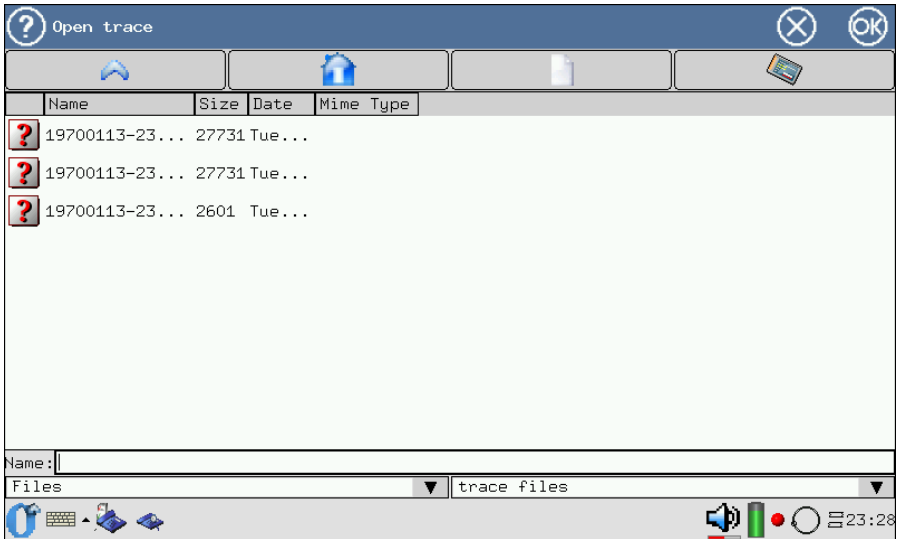 ? Open trace OK
Name Size Date Mime Type
? 19700113-23... 27731 Tue...
? 19700113-23... 27731 Tue...
? 19700113-23... 2601 Tue...
Name:
Files trace files
23:28